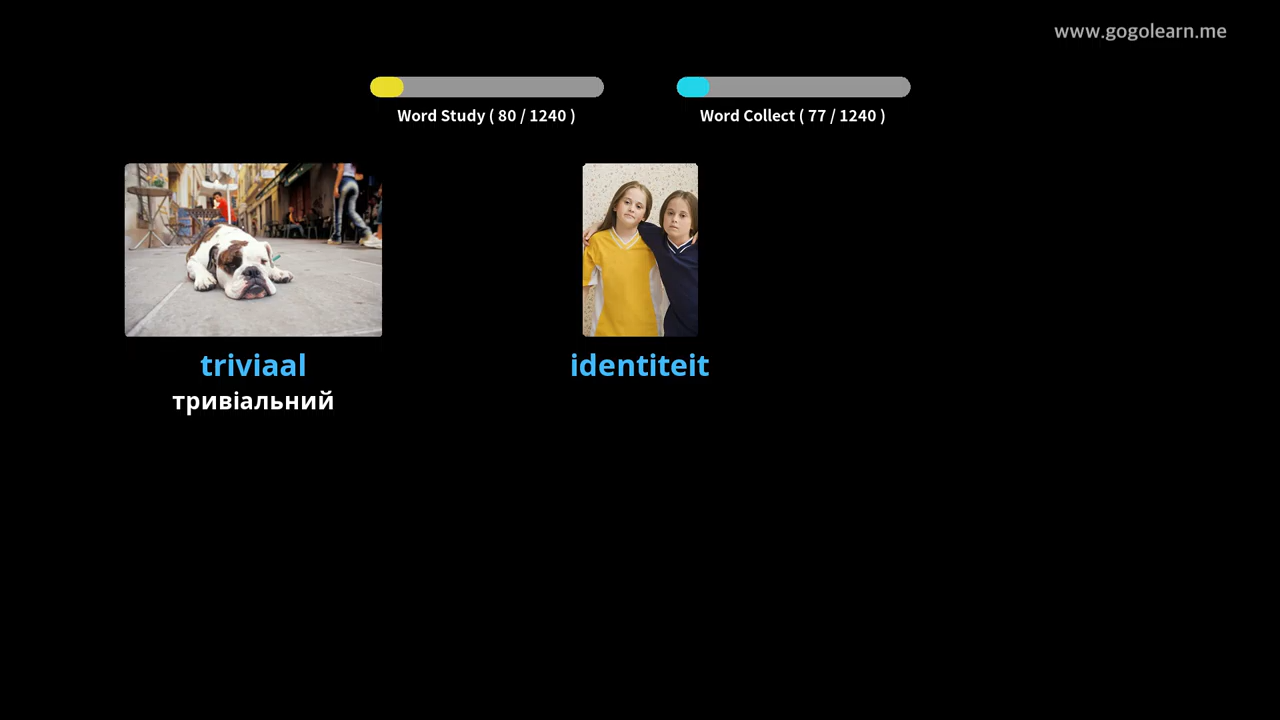 www.gogolearn.me
Word Study ( 80 / 1240 )
Word Collect ( 77 / 1240 )
triviaal
identiteit
тривіальний